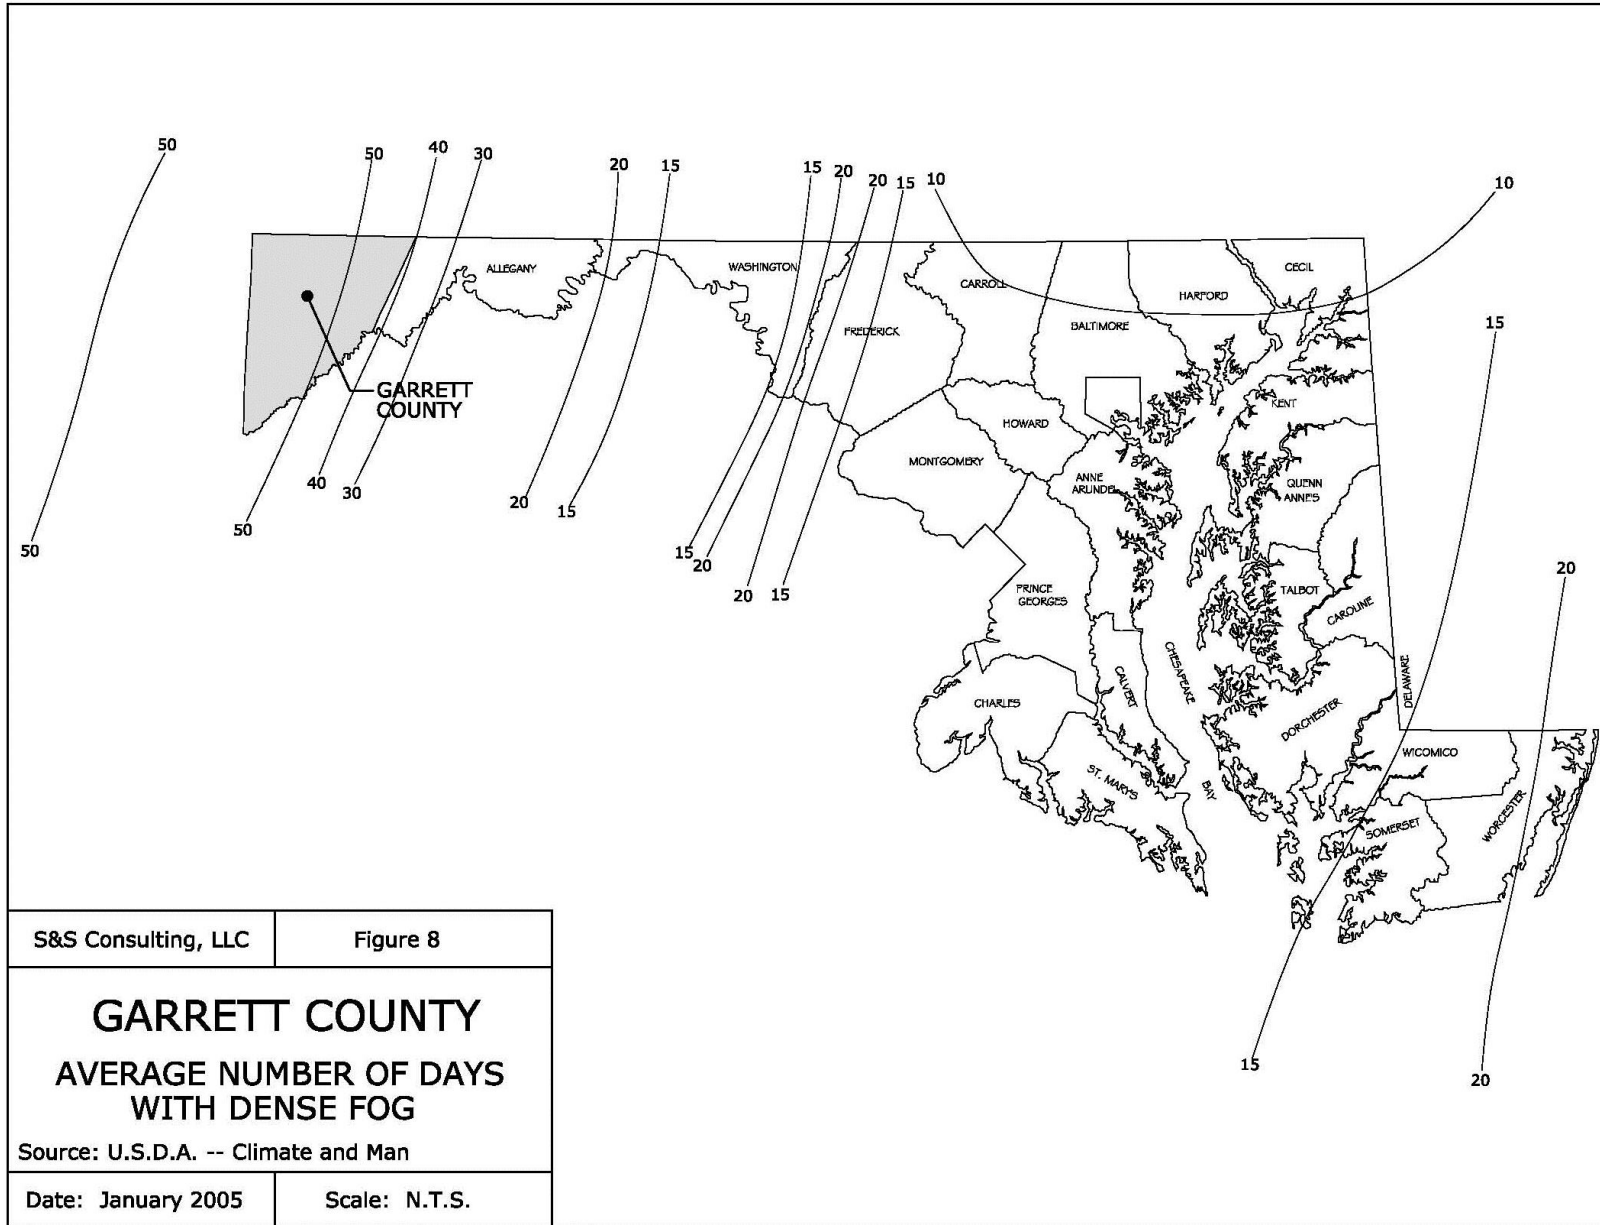 50
50
40
30
20
15
15
20
20
15
10
10
ALLEGANY
WASHINGTON
CARROLL
HARFORD
CECIL
FREDERICK
BALTIMORE
15
GARRETT
COUNTY
KENT
HOWARD
MONTGOMERY
ANNE
ARUNDEL
QUENN
ANNES
50
40
30
20
15
50
15
20
20
15
20
PRINCE
GEORGES
TALBOT
CAROLINE
CHESAPEAKE
BAY
CALVERT
CHARLES
DELAWARE
DORCHESTER
WICOMICO
ST. MARYS
WORCESTER
SOMERSET
15
20
S&S Consulting, LLC
Figure 8
GARRETT COUNTY
AVERAGE NUMBER OF DAYS
WITH DENSE FOG
Source: U.S.D.A. -- Climate and Man
Date: January 2005
Scale: N.T.S.